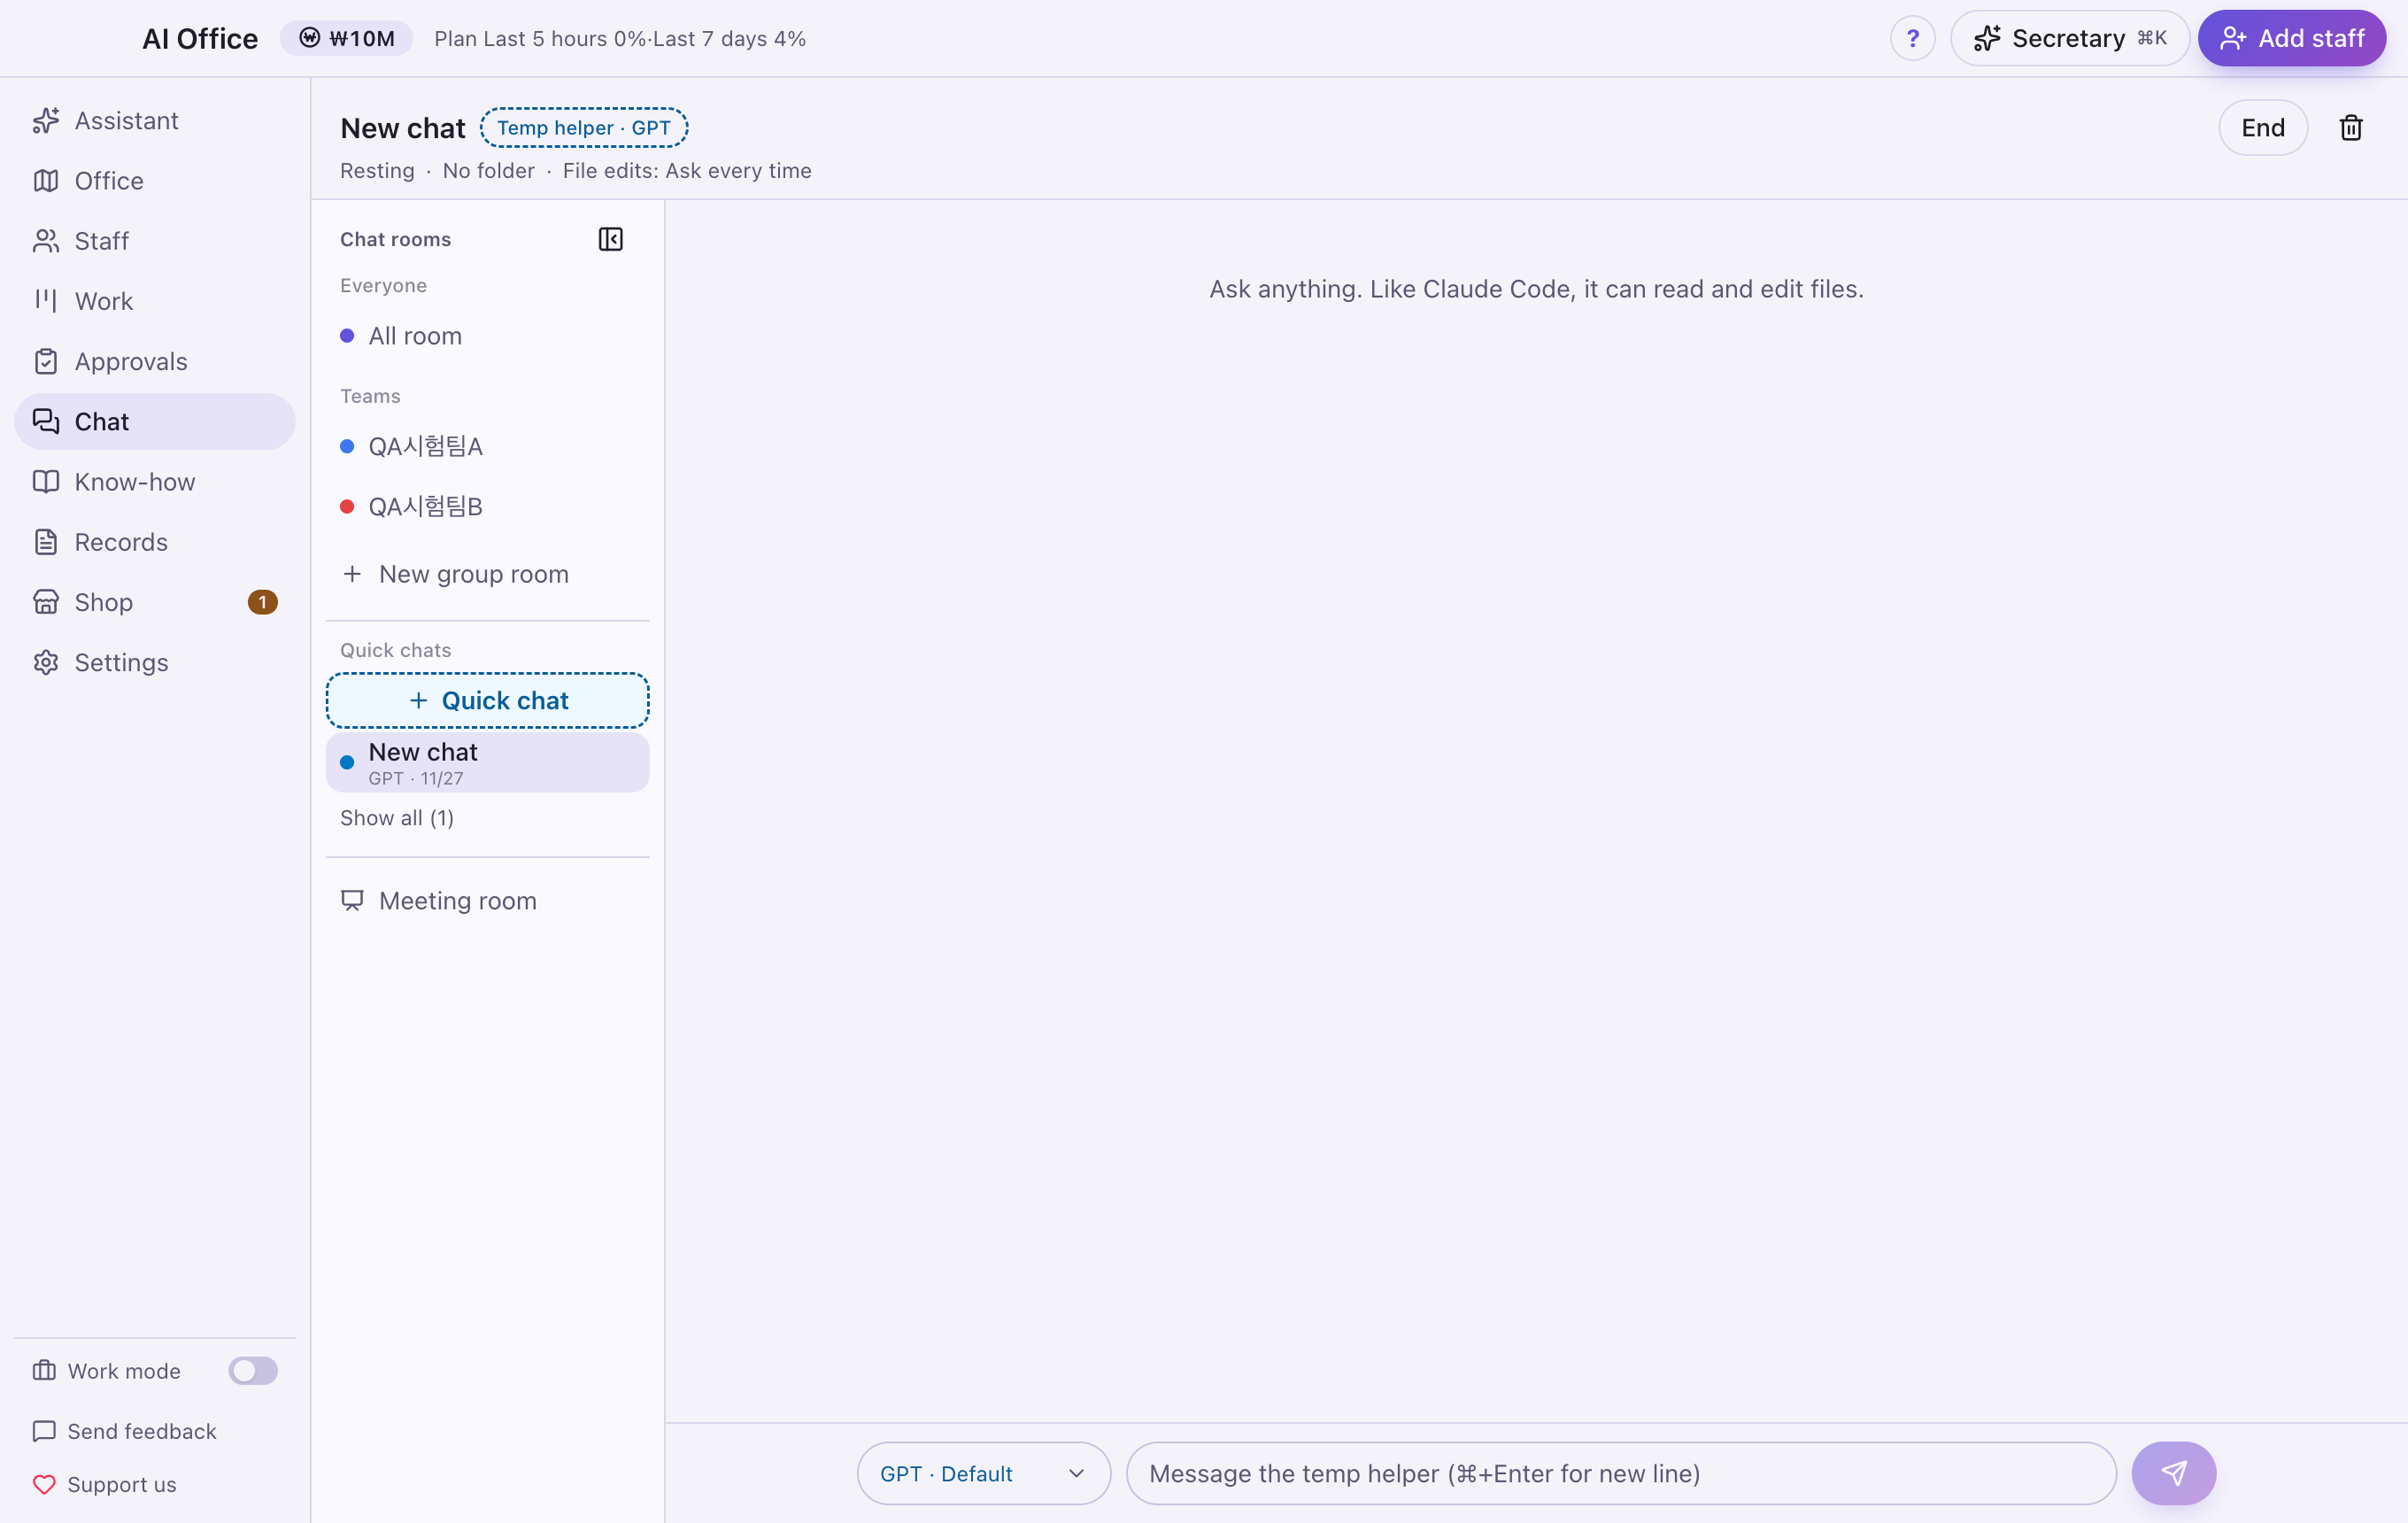 AI Office
₩10M
Plan Last 5 hours 0%·Last 7 days 4%
?
Secretary ⌘K
Add staff
Assistant
Office
Staff
Work
Approvals
Chat
Know-how
Records
Shop
1
Settings
Work mode
Send feedback
Support us
New chat
Temp helper · GPT
Resting · No folder · File edits: Ask every time
End
Chat rooms
Everyone
All room
Teams
QA시험팀A
QA시험팀B
New group room
Quick chats
Quick chat
New chat
GPT · 11/27
Show all (1)
Meeting room
Ask anything. Like Claude Code, it can read and edit files.
GPT · Default
Message the temp helper (⌘+Enter for new line)